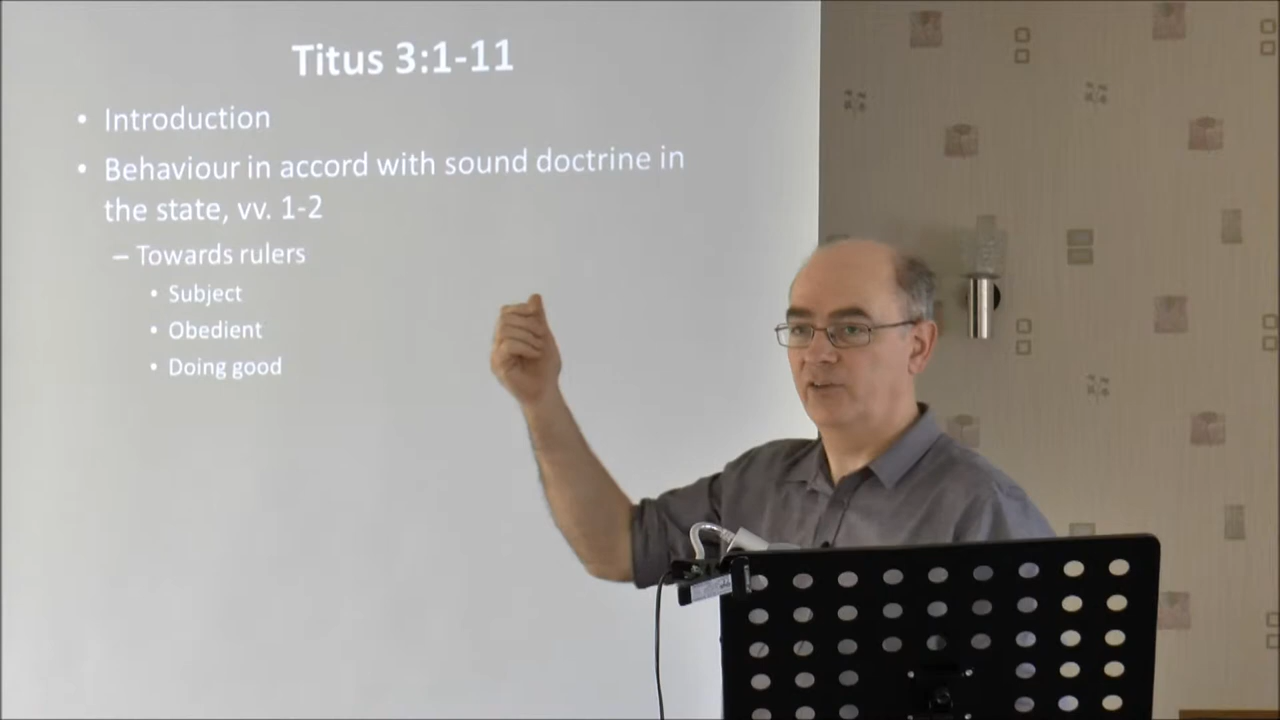 Titus 3:1-11
• Introduction
• Behaviour in accord with sound doctrine in
the state, vv. 1-2
– Towards rulers
• Subject
• Obedient
• Doing good